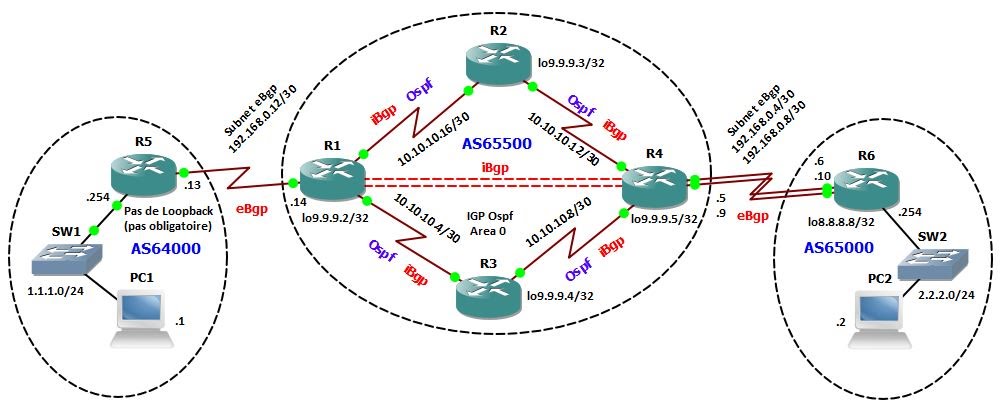 R5
.13
.254
Pas de Loopback
(pas obligatoire)
AS64000
SW1
1.1.1.0/24
PC1
.1
Subnet eBgp
192.168.0.12/30
eBgp
R1
.14
lo9.9.9.2/32
iBgp
Ospf
10.10.10.16/30
R2
lo9.9.9.3/32
Ospf
iBgp
10.10.10.12/30
AS65500
iBgp
IGP Ospf
Area 0
10.10.10.4/30
Ospf
iBgp
R3
lo9.9.9.4/32
10.10.10.8/30
Ospf
iBgp
R4
lo9.9.9.5/32
.5
.9
Subnet eBgp
192.168.0.4/30
192.168.0.8/30
eBgp
.6
.10
R6
lo8.8.8.8/32
.254
AS65000
SW2
2.2.2.0/24
PC2
.2